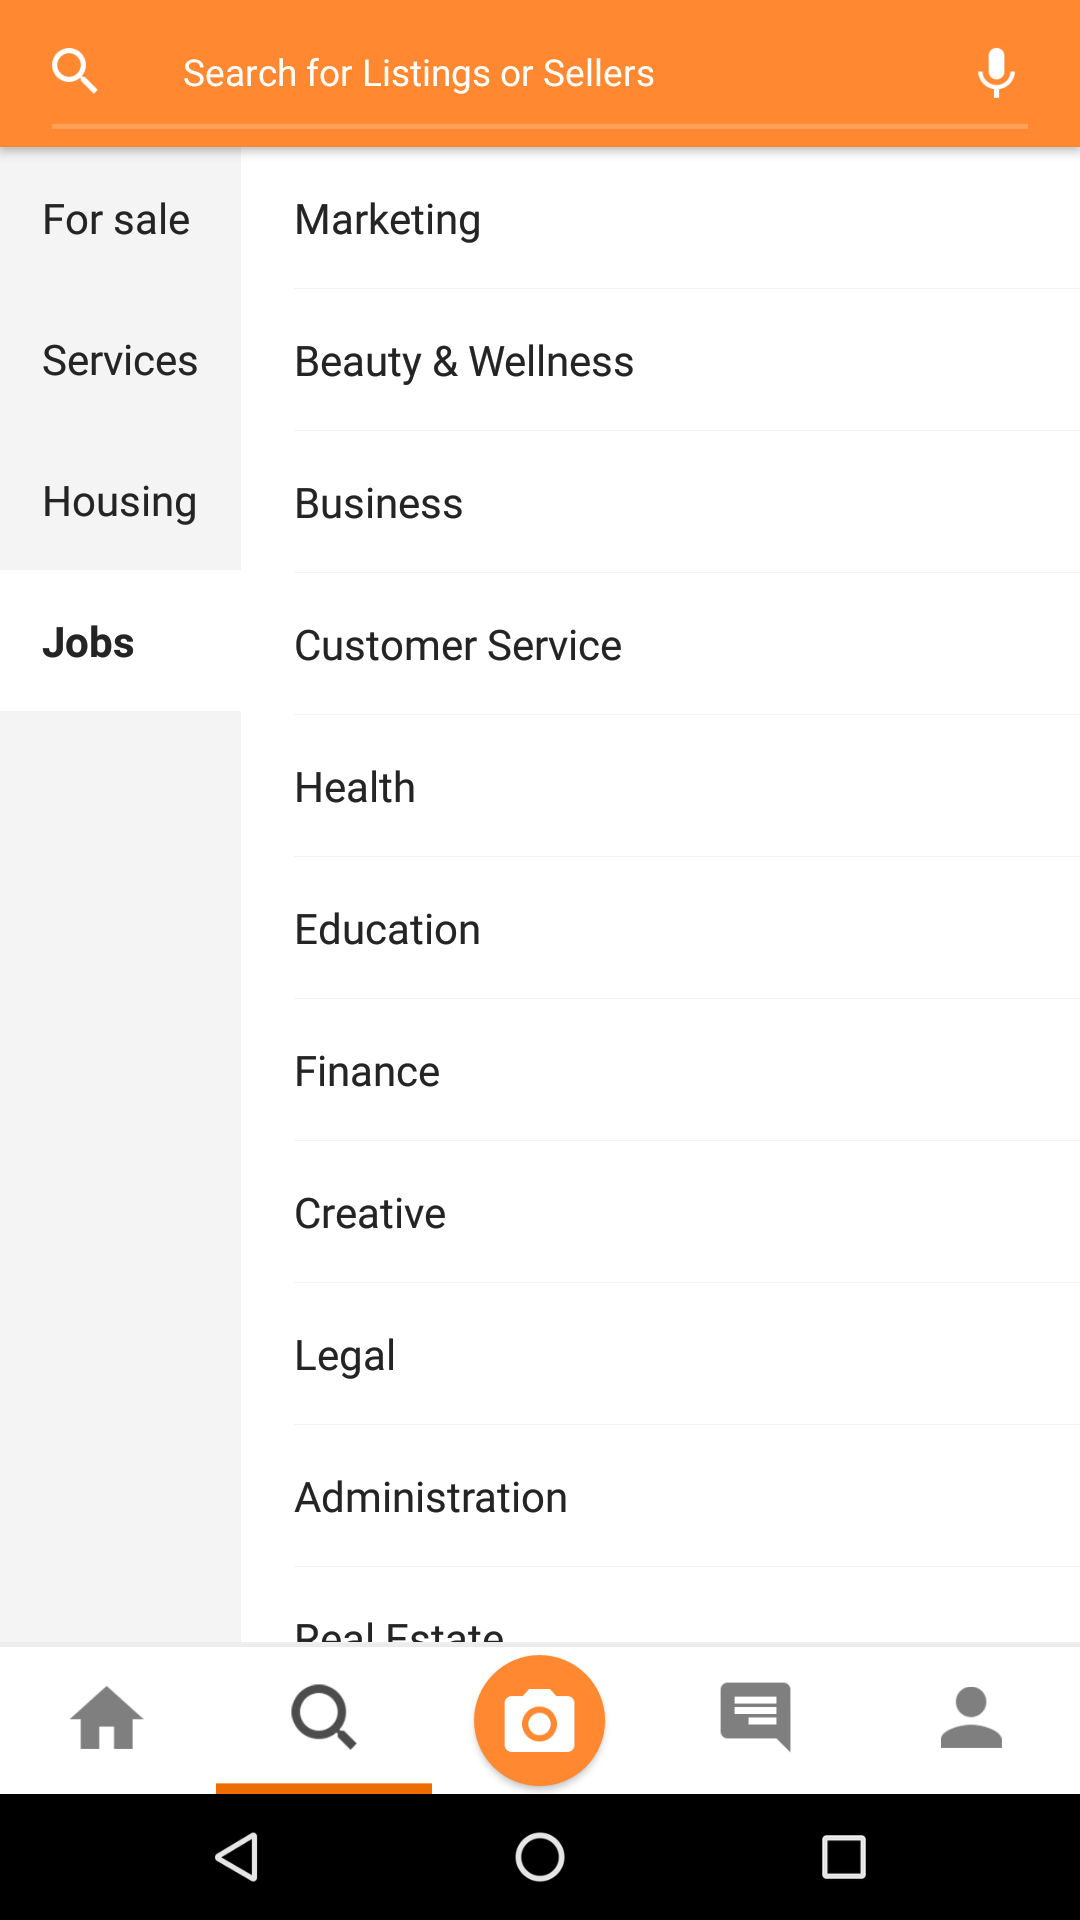 Search for Listings or Sellers
For sale
Services
Housing
Jobs
Marketing
Beauty & Wellness
Business
Customer Service
Health
Education
Finance
Creative
Legal
Administration
Real Estate